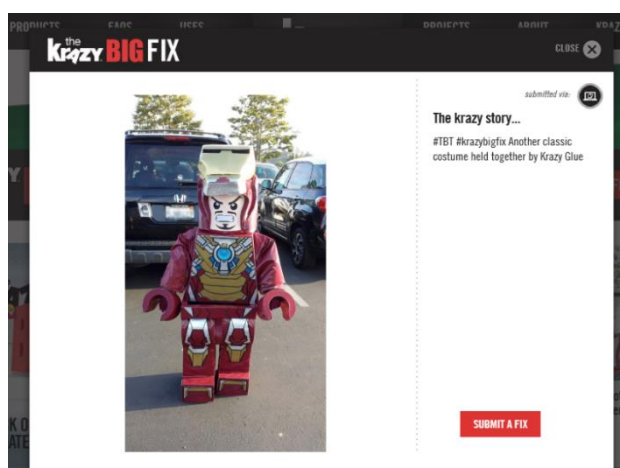 PRODUCTS FAQS USES PROJECTS ABOUT KRAZ
the
Krazy BIG FIX
CLOSE
submitted via:
The krazy story...
#TBT #krazybigfix Another classic
costume held together by Krazy Glue
SUBMIT A FIX